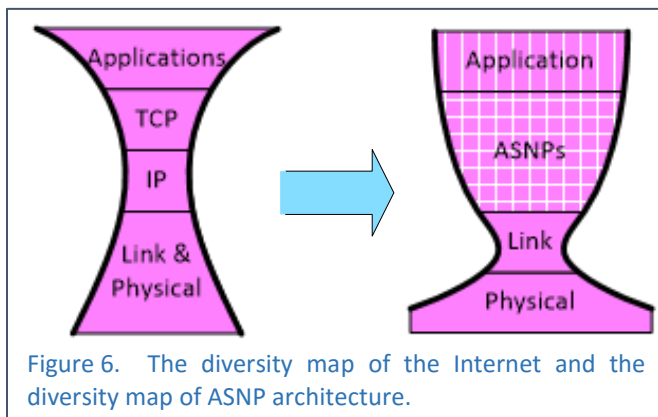 Applications
TCP
IP
Link &
Physical
Application
ASNPs
Link
Physical
Figure 6. The diversity map of the Internet and the
diversity map of ASNP architecture.